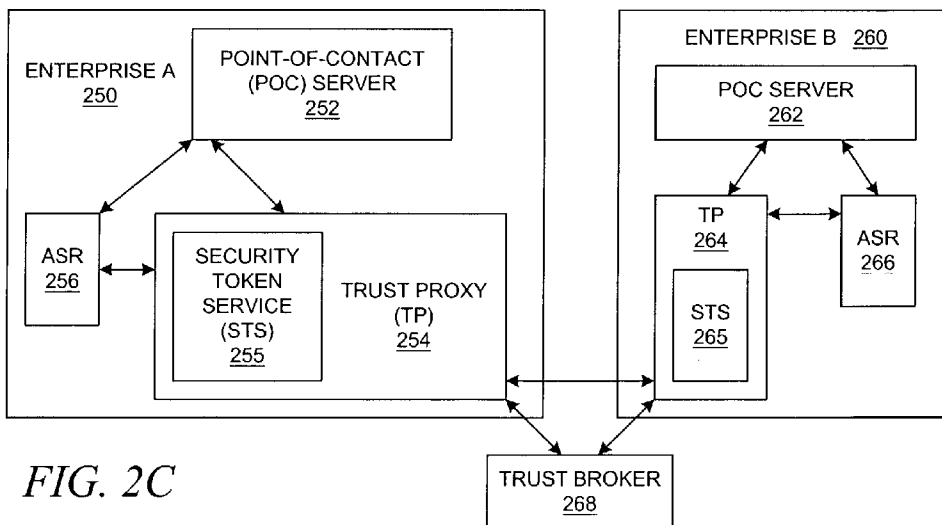 ENTERPRISE A
250
POINT-OF-CONTACT
(POC) SERVER
252
ASR
256
SECURITY
TOKEN
SERVICE
(STS)
255
TRUST PROXY
(TP)
254
ENTERPRISE B 260
POC SERVER
262
TP
264
STS
265
ASR
266
TRUST BROKER
268
FIG. 2C